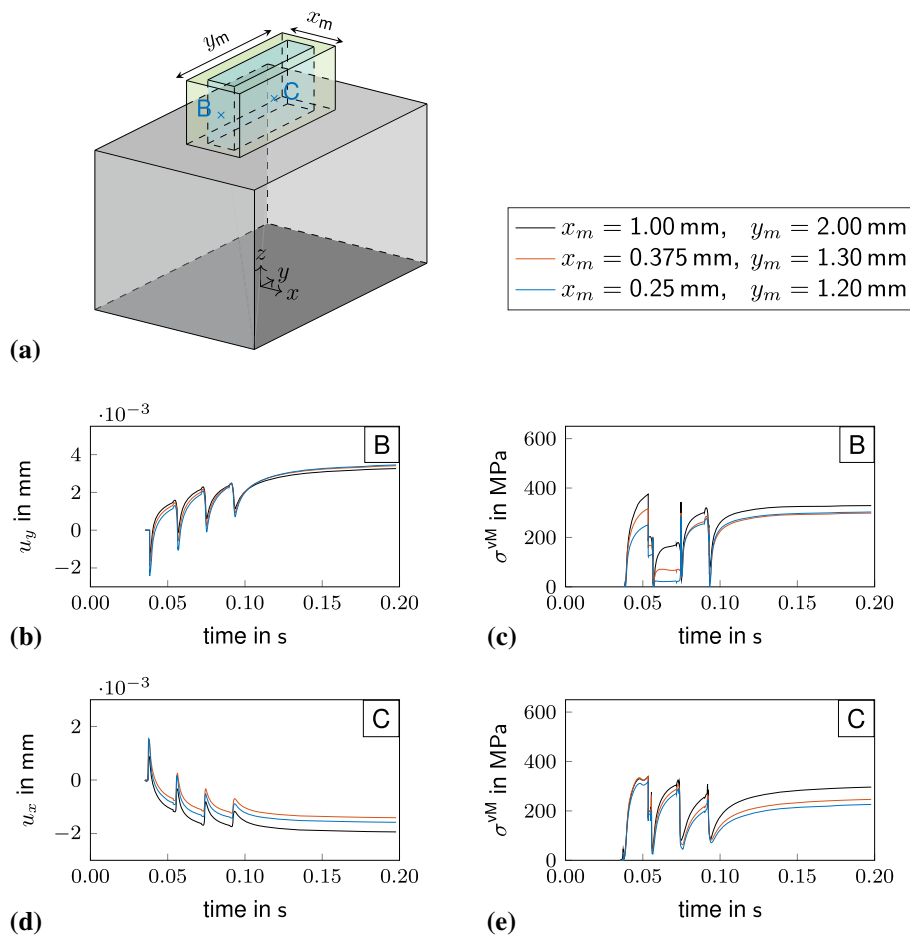 x_m
y_m
B
C
z
y
x
(a)
x_m = 1.00 mm, y_m = 2.00 mm
x_m = 0.375 mm, y_m = 1.30 mm
x_m = 0.25 mm, y_m = 1.20 mm
·10⁻³
B
4
2
0
−2
u_y in mm
0.00 0.05 0.10 0.15 0.20
time in s
(b)
B
600
400
200
0
σ^vM in MPa
0.00 0.05 0.10 0.15 0.20
time in s
(c)
·10⁻³
C
2
0
−2
u_x in mm
0.00 0.05 0.10 0.15 0.20
time in s
(d)
C
600
400
200
0
σ^vM in MPa
0.00 0.05 0.10 0.15 0.20
time in s
(e)